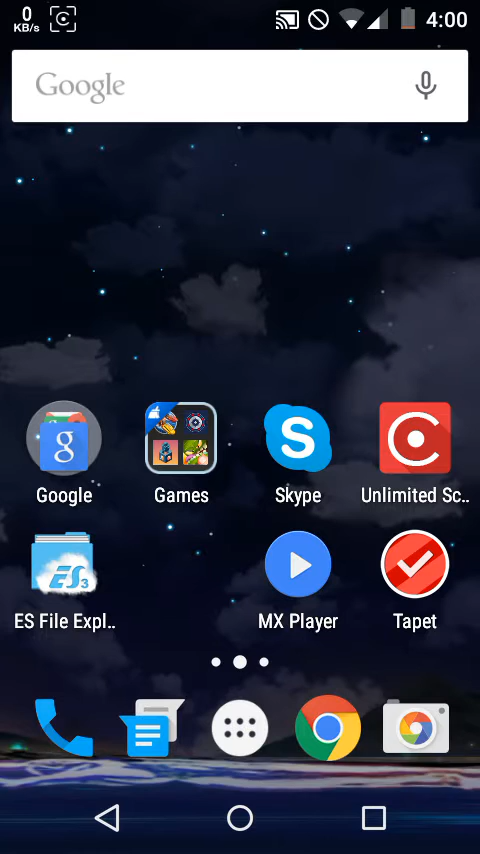 0
KB/s
4:00
Google
Google
Games
Skype
Unlimited Sc..
ES File Expl..
MX Player
Tapet